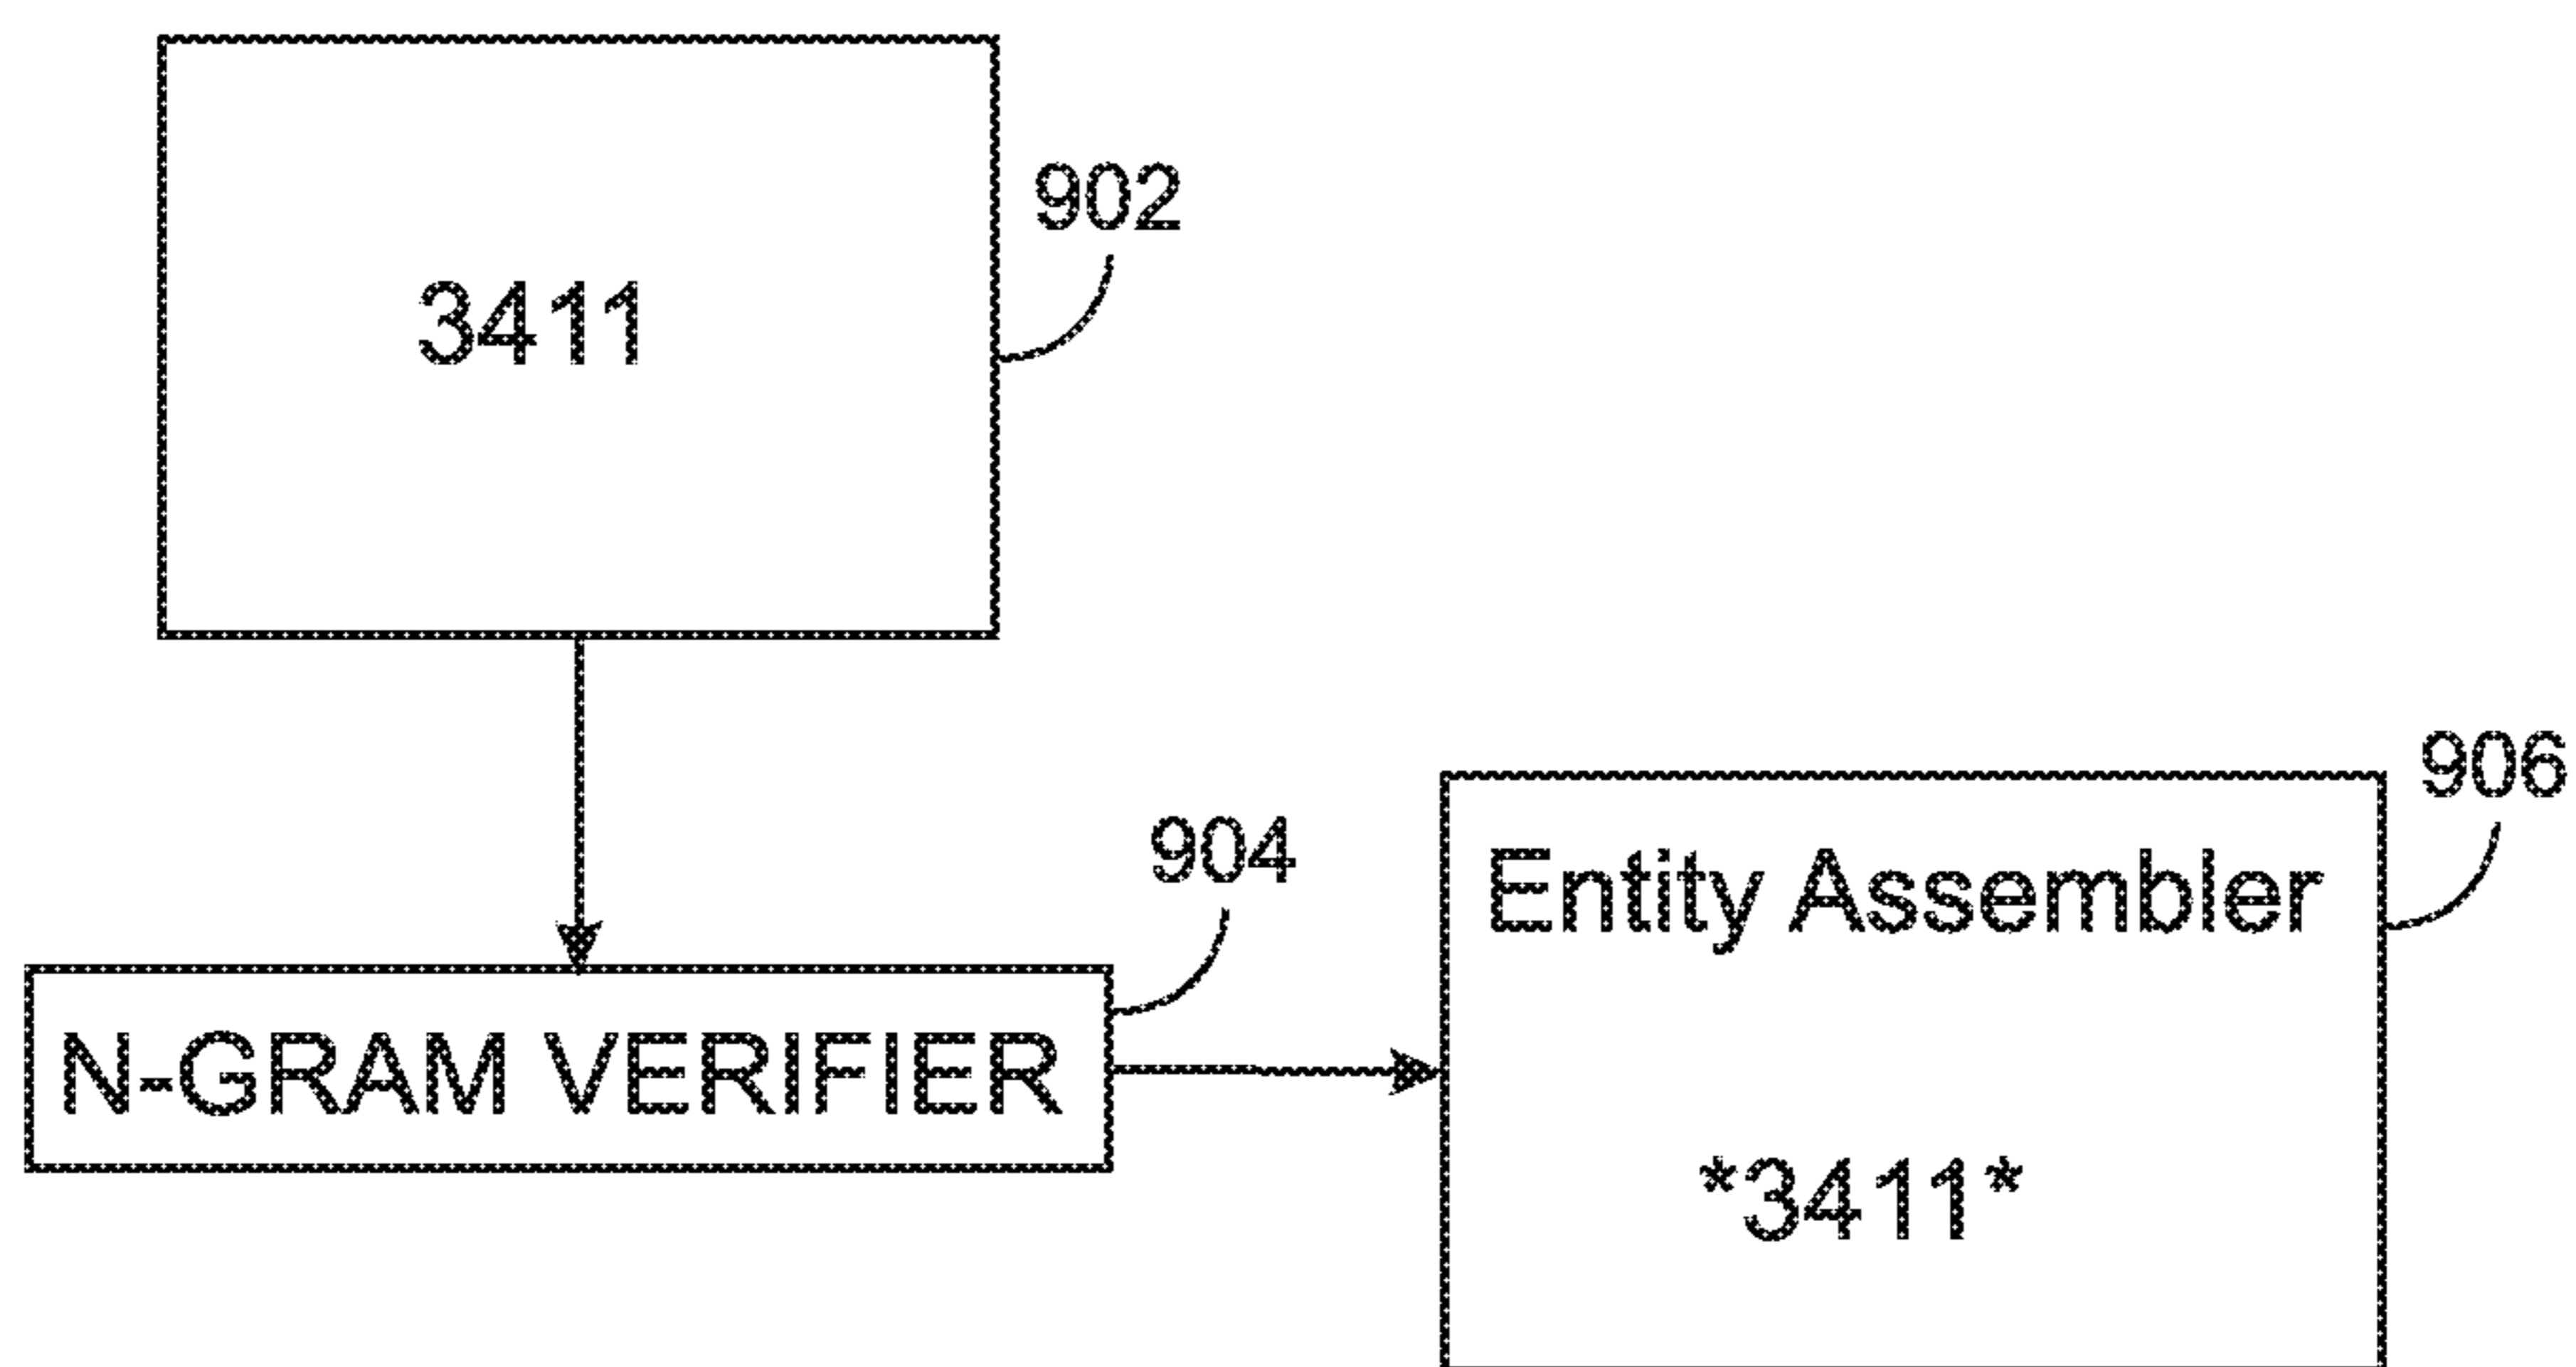 902
3411
906
904
Entity Assembler
N-GRAM VERIFIER
*3411*